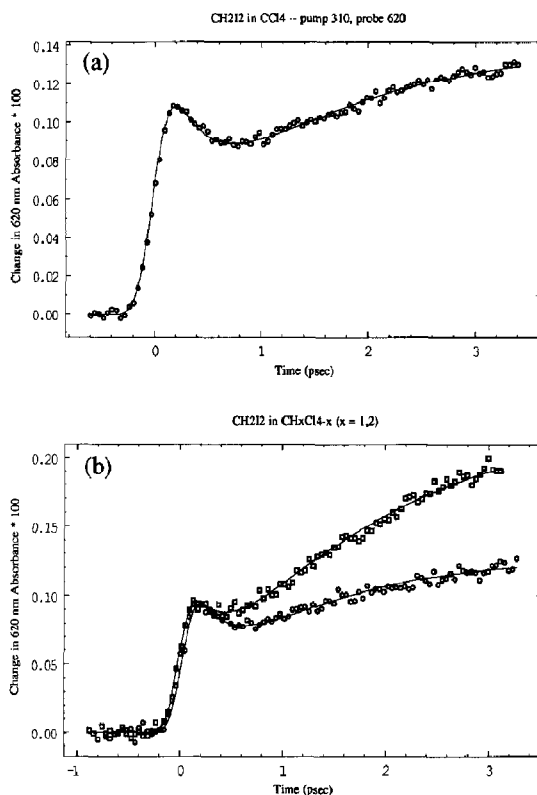 CH2I2 in CCl4 -- pump 310, probe 620
(a)
Change in 620 nm Absorbance * 100
0.14
0.12
0.10
0.08
0.06
0.04
0.02
0.00
0
1
2
3
Time (psec)
CH2I2 in CHxCl4-x (x = 1,2)
(b)
Change in 620 nm Absorbance * 100
0.20
0.15
0.10
0.05
0.00
-1
0
1
2
3
Time (psec)